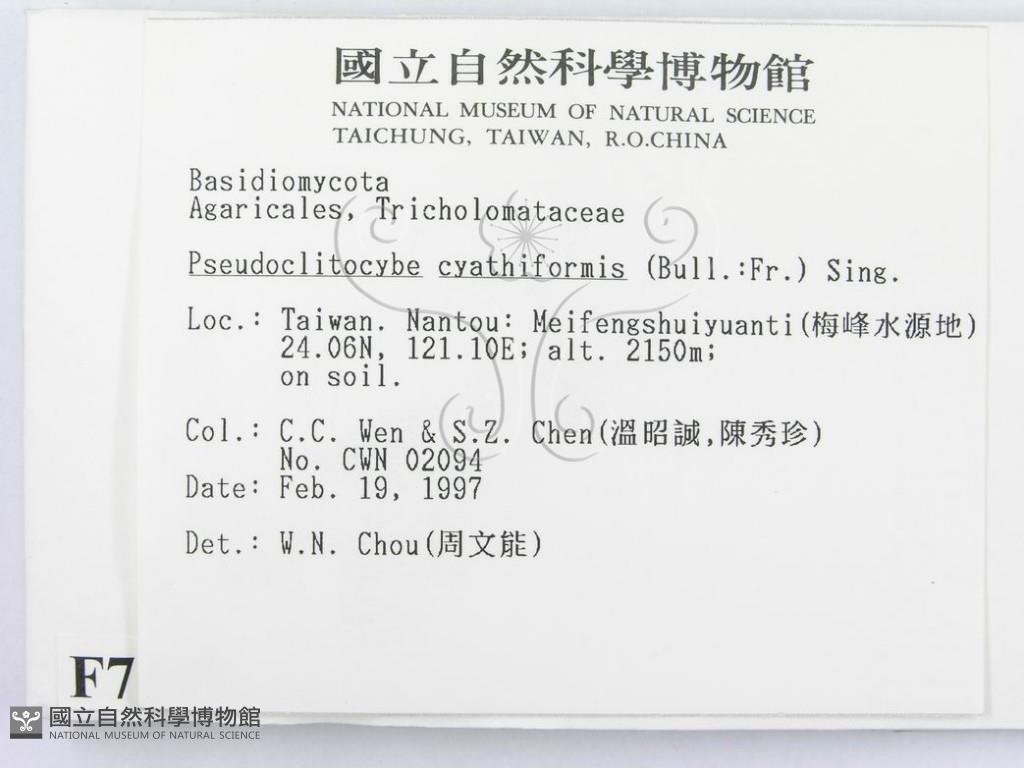 國立自然科學博物館
NATIONAL MUSEUM OF NATURAL SCIENCE
TAICHUNG, TAIWAN, R.O.CHINA
Basidiomycota
Agaricales, Tricholomataceae
Pseudoclitocybe cyathiformis (Bull.:Fr.) Sing.
Loc.: Taiwan. Nantou: Meifengshuiyuanti(梅峰水源地)
24.06N, 121.10E; alt. 2150m;
on soil.
Col.: C.C. Wen & S.Z. Chen(溫昭誠,陳秀珍)
No. CWN 02094
Date: Feb. 19, 1997
Det.: W.N. Chou(周文能)
F7
國立自然科學博物館
NATIONAL MUSEUM OF NATURAL SCIENCE